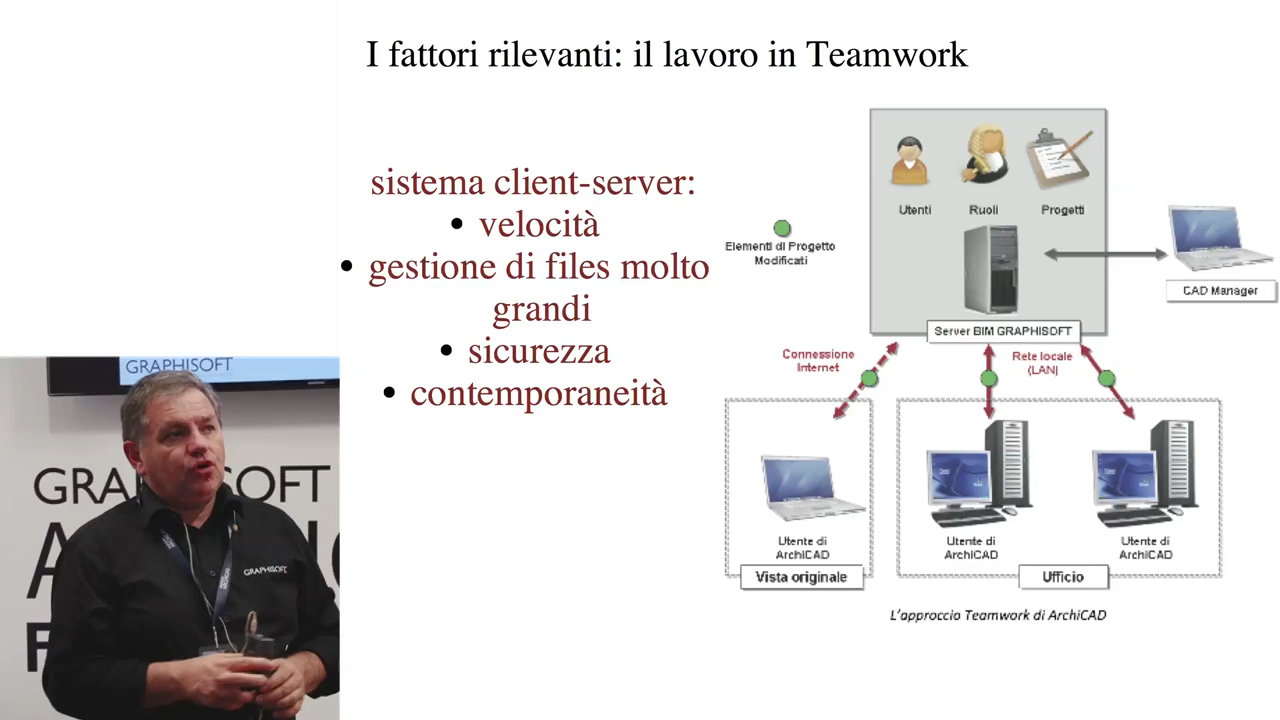 I fattori rilevanti: il lavoro in Teamwork
sistema client-server:
• velocità
• gestione di files molto
grandi
• sicurezza
• contemporaneità
Utenti
Ruoli
Progetti
Elementi di Progetto
Modificati
CAD Manager
Server BIM GRAPHISOFT
Connessione
Internet
Rete locale
(LAN)
Utente di
ArchiCAD
Utente di
ArchiCAD
Utente di
ArchiCAD
Vista originale
Ufficio
L'approccio Teamwork di ArchiCAD
GRAPHISOFT
GRAPHISOFT
GRAPHISOFT